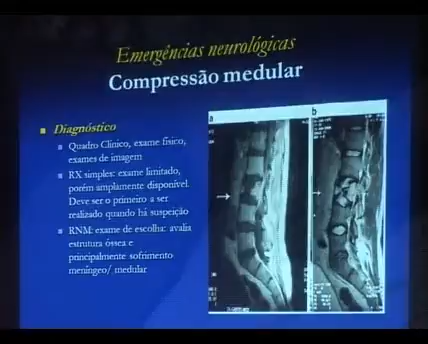 Emergências neurológicas
Compressão medular
Diagnóstico
Quadro Clínico, exame físico,
exames de imagem
RX simples: exame limitado,
porém amplamente disponível.
Deve ser o primeiro a ser
realizado quando há suspeição
RNM: exame de escolha: avalia
estrutura óssea e
principalmente sofrimento
meníngeo/ medular
a
b